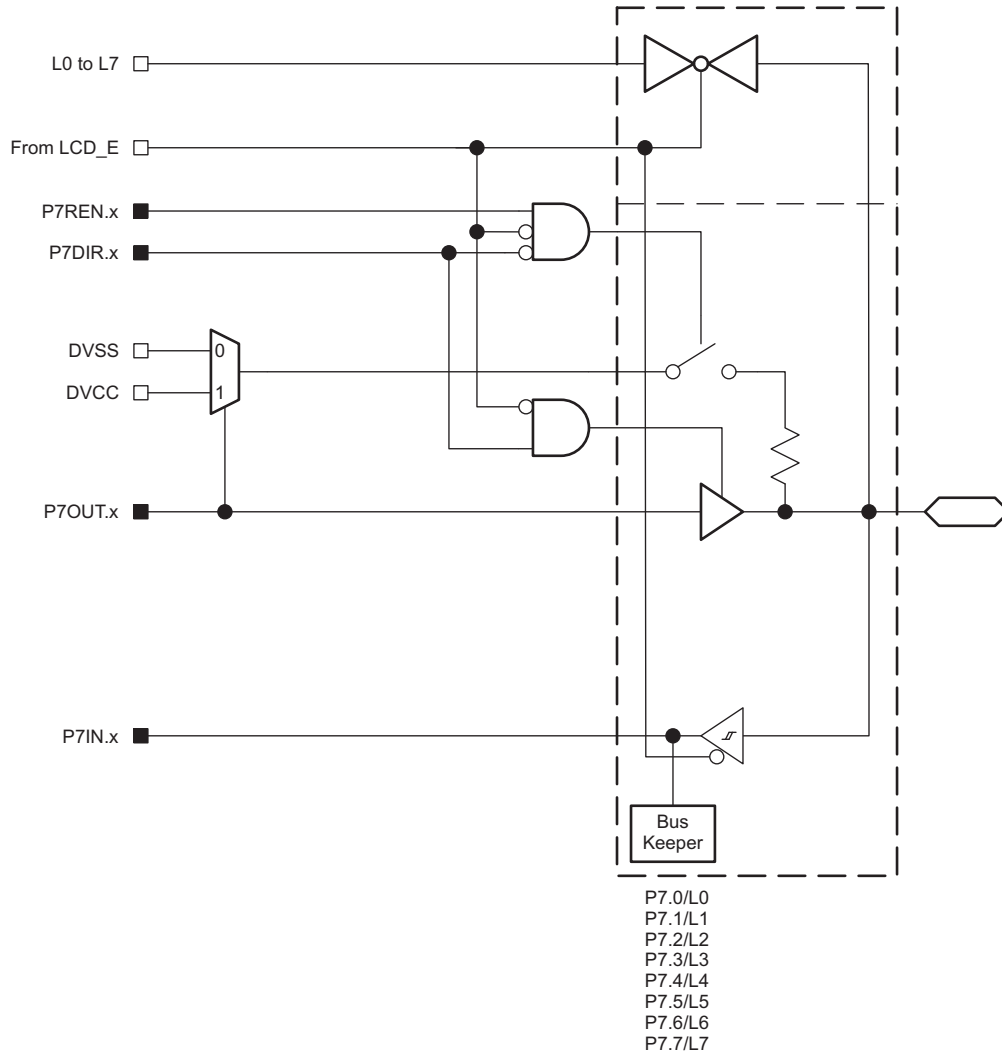 L0 to L7
From LCD_E
P7REN.x
P7DIR.x
DVSS
0
DVCC
1
P7OUT.x
P7IN.x
Bus
Keeper
P7.0/L0
P7.1/L1
P7.2/L2
P7.3/L3
P7.4/L4
P7.5/L5
P7.6/L6
P7.7/L7